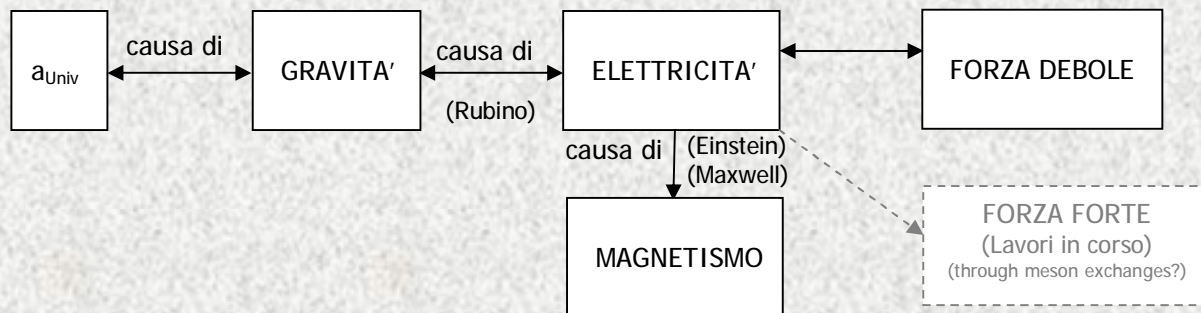 causa di
causa di
a_Univ
GRAVITA'
ELETTRICITA'
FORZA DEBOLE
(Rubino)
causa di
(Einstein)
(Maxwell)
FORZA FORTE
(Lavori in corso)
(through meson exchanges?)
MAGNETISMO